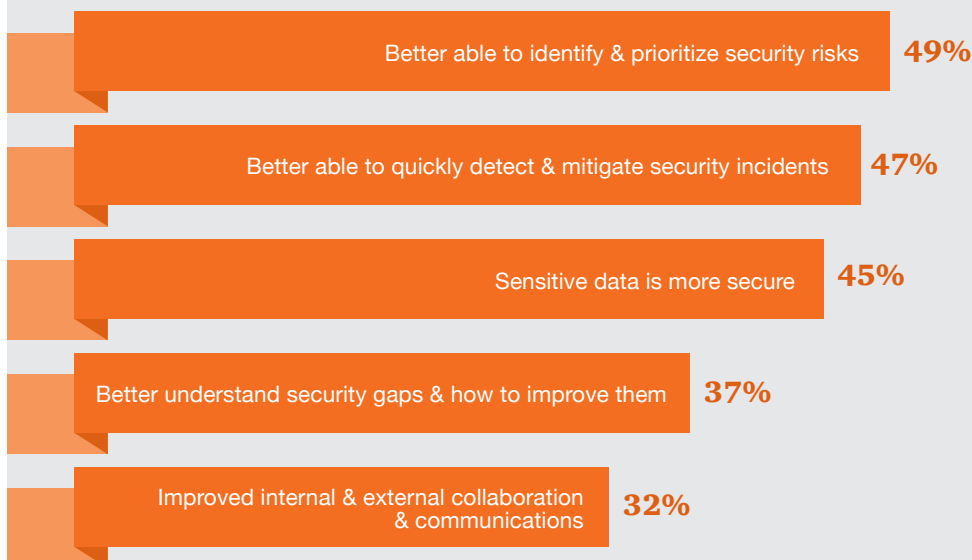 Better able to identify & prioritize security risks 49%
Better able to quickly detect & mitigate security incidents 47%
Sensitive data is more secure 45%
Better understand security gaps & how to improve them 37%
Improved internal & external collaboration
& communications 32%